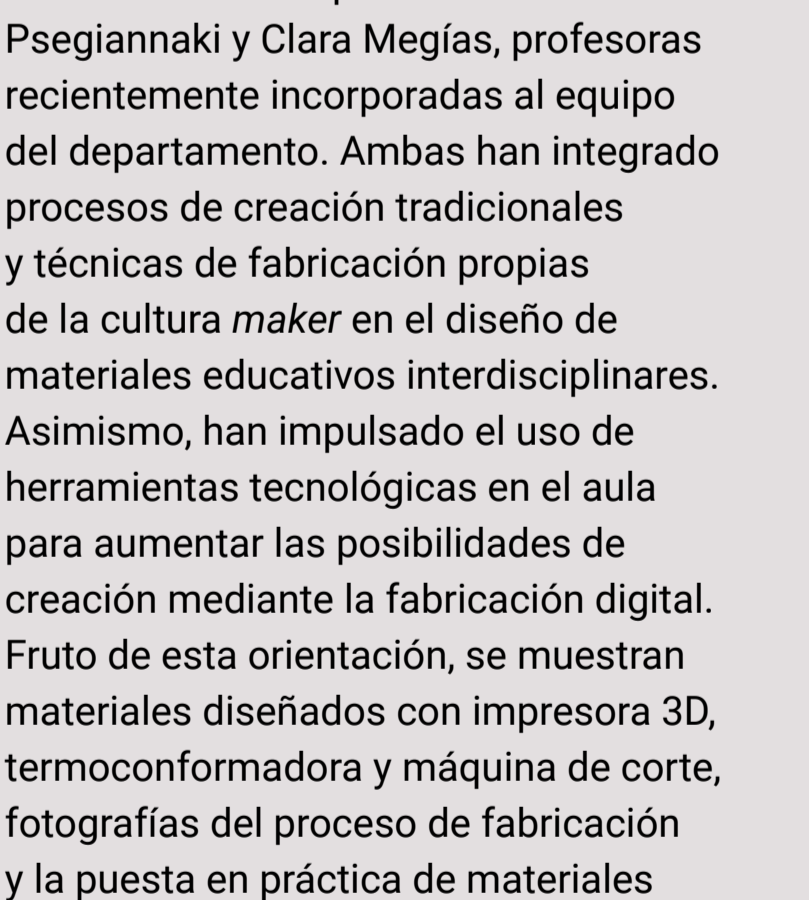 Psegiannaki y Clara Megías, profesoras
recientemente incorporadas al equipo
del departamento. Ambas han integrado
procesos de creación tradicionales
y técnicas de fabricación propias
de la cultura maker en el diseño de
materiales educativos interdisciplinares.
Asimismo, han impulsado el uso de
herramientas tecnológicas en el aula
para aumentar las posibilidades de
creación mediante la fabricación digital.
Fruto de esta orientación, se muestran
materiales diseñados con impresora 3D,
termoconformadora y máquina de corte,
fotografías del proceso de fabricación
y la puesta en práctica de materiales